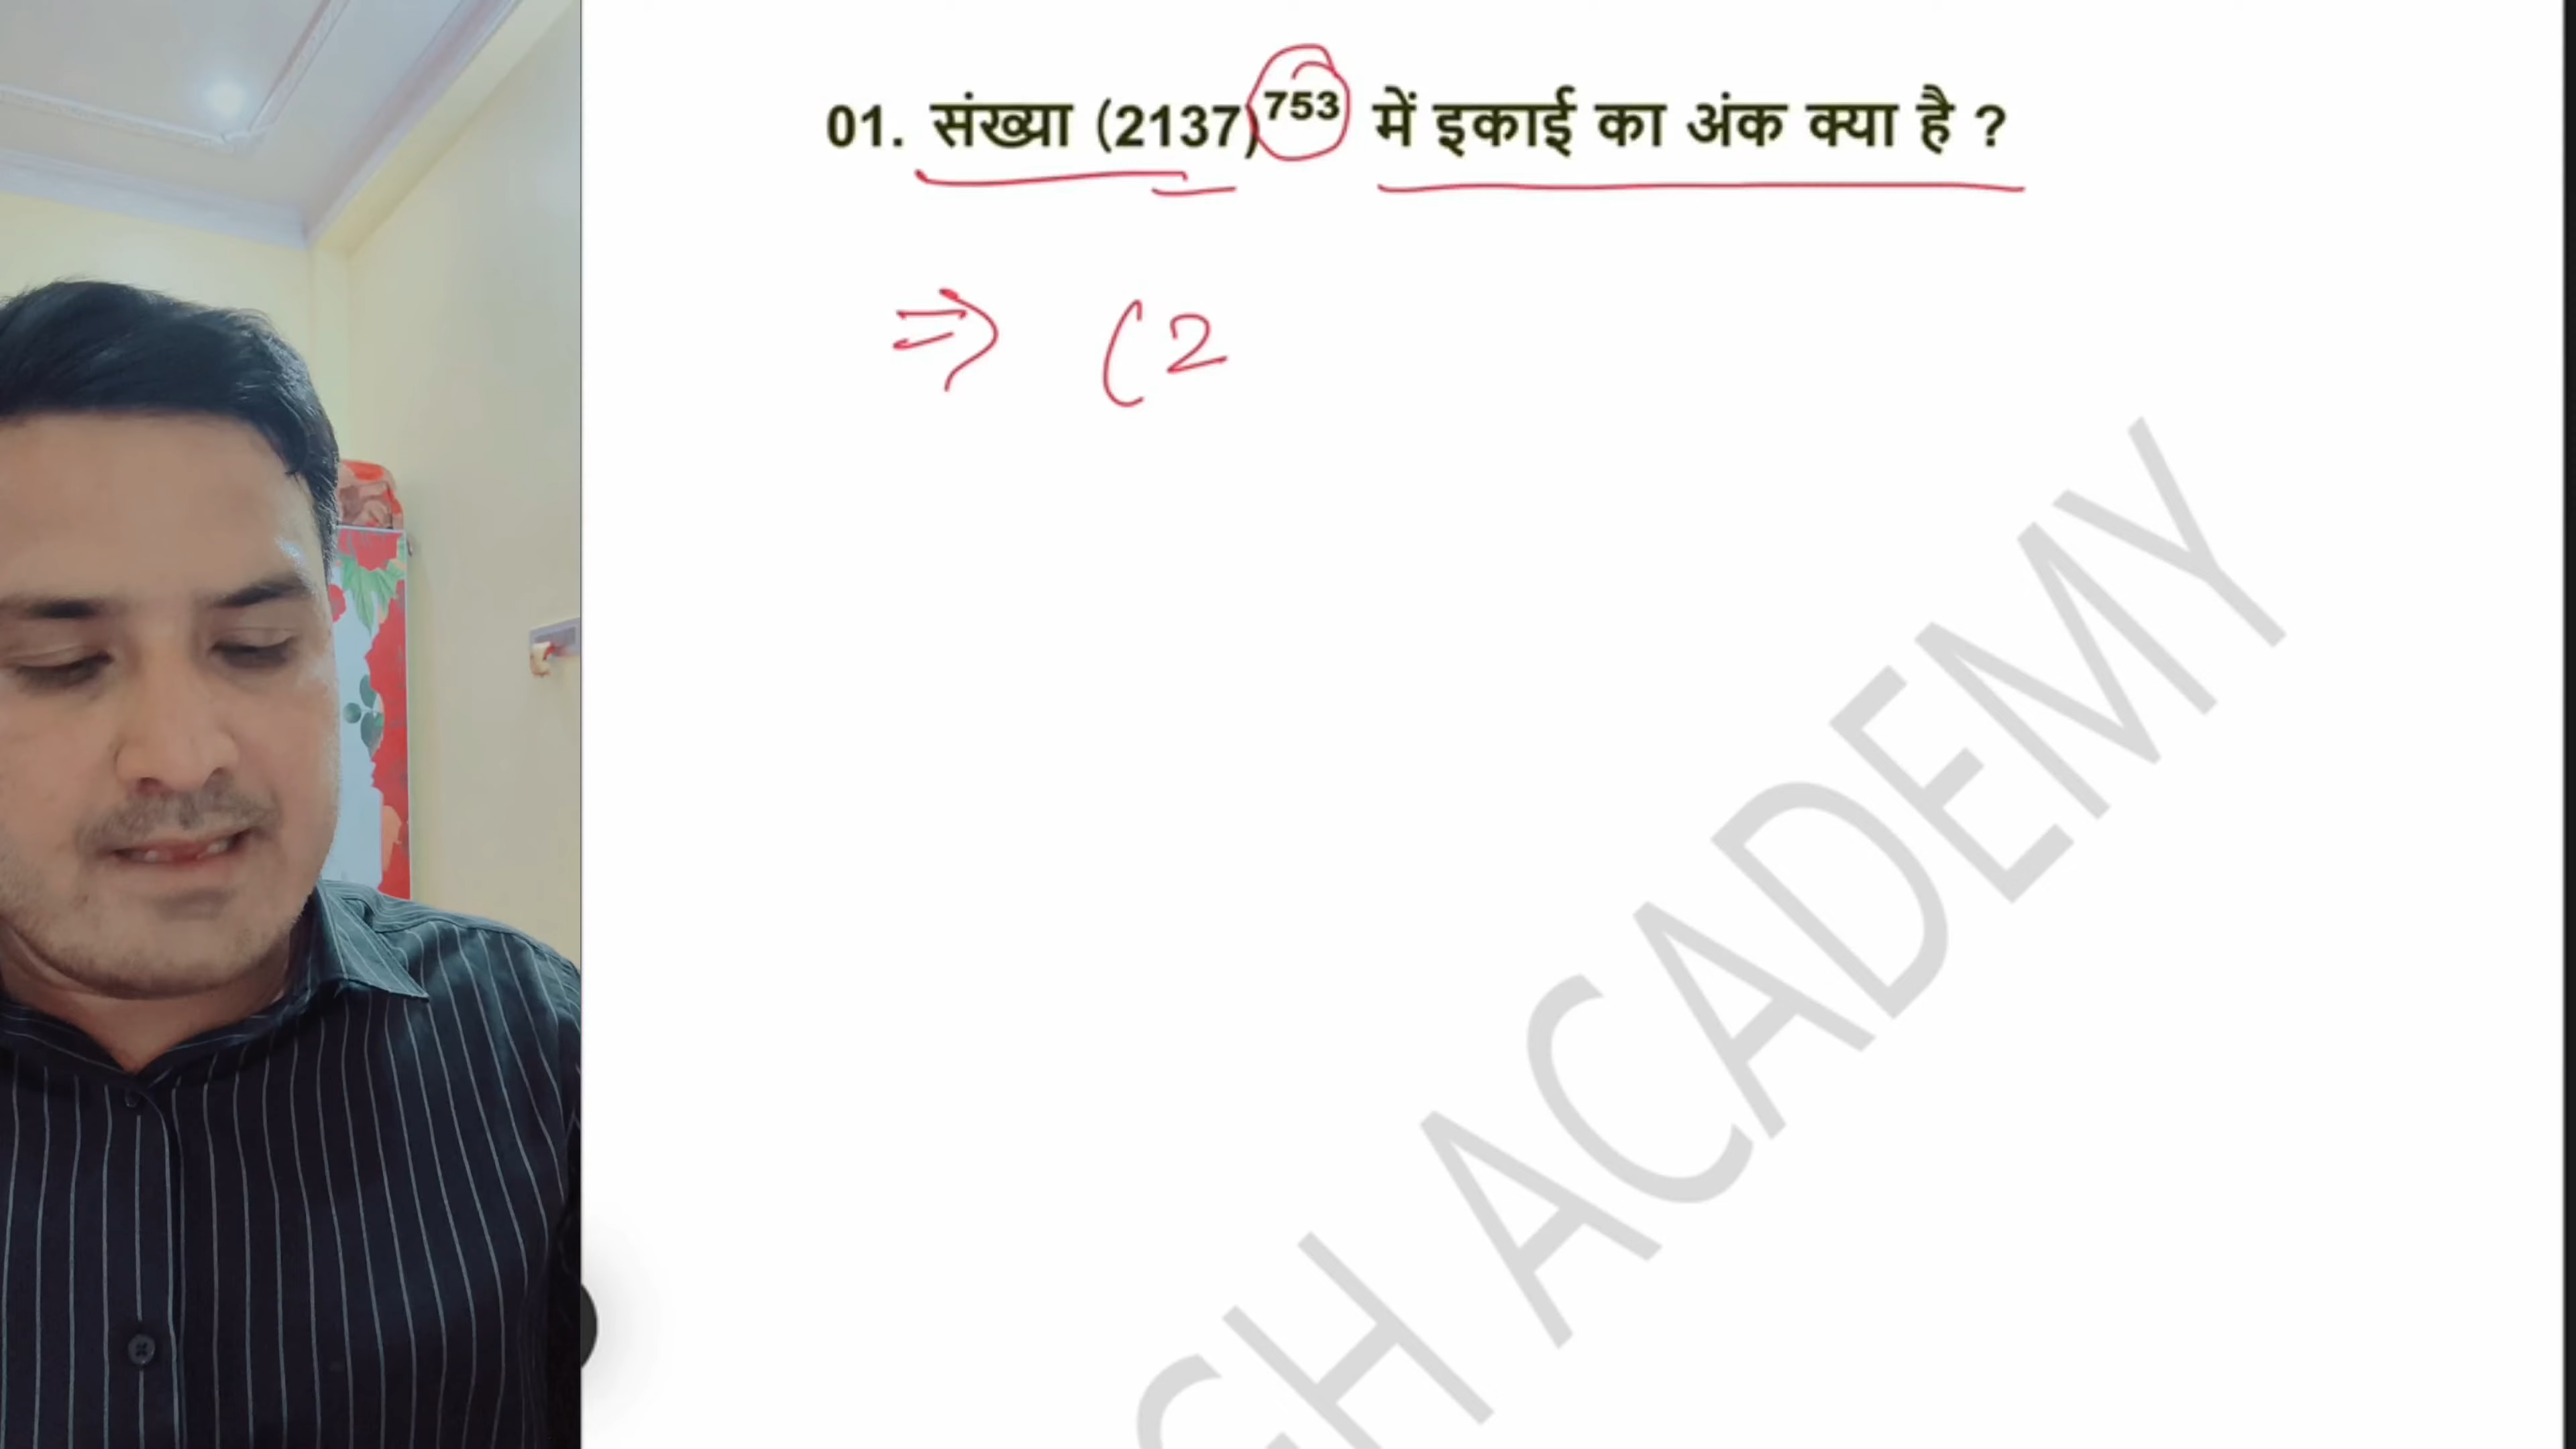 01. संख्या (2137)⁷⁵³ में इकाई का अंक क्या है ?
⇒ (2
GH ACADEMY